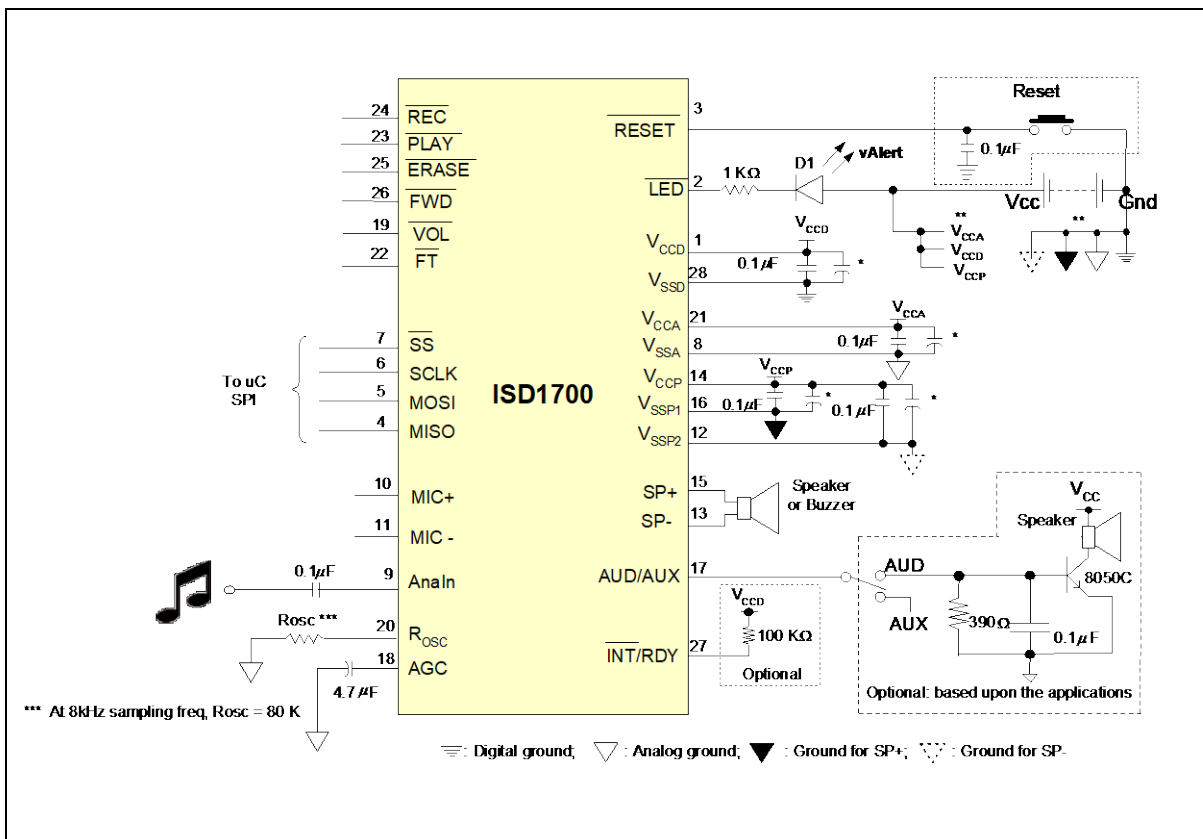 24 REC
23 PLAY
25 ERASE
26 FWD
19 VOL
22 FT
To uC
SPI
7 SS
6 SCLK
5 MOSI
4 MISO
10 MIC+
11 MIC -
0.1µF
9 AnaIn
Rosc ***
20 ROSC
18 AGC
4.7 µF
*** At 8kHz sampling freq, Rosc = 80 K
ISD1700
RESET 3
Reset
0.1µF
LED 2
1 KΩ
D1
vAlert
Vcc
Gnd
**
VCCA
VCCD
VCCP
**
VCCD 1
VCCD
0.1µF
*
VSSD 28
VCCA 21
VCCA
0.1µF
*
VSSA 8
VCCP 14
VCCP
VSSP1 16
0.1µF
*
0.1µF
*
VSSP2 12
SP+ 15
SP- 13
Speaker
or Buzzer
AUD/AUX 17
VCCD
100 KΩ
INT/RDY 27
Optional
AUD
AUX
390Ω
0.1µF
VCC
Speaker
8050C
Optional: based upon the applications
: Digital ground; : Analog ground; : Ground for SP+; : Ground for SP-